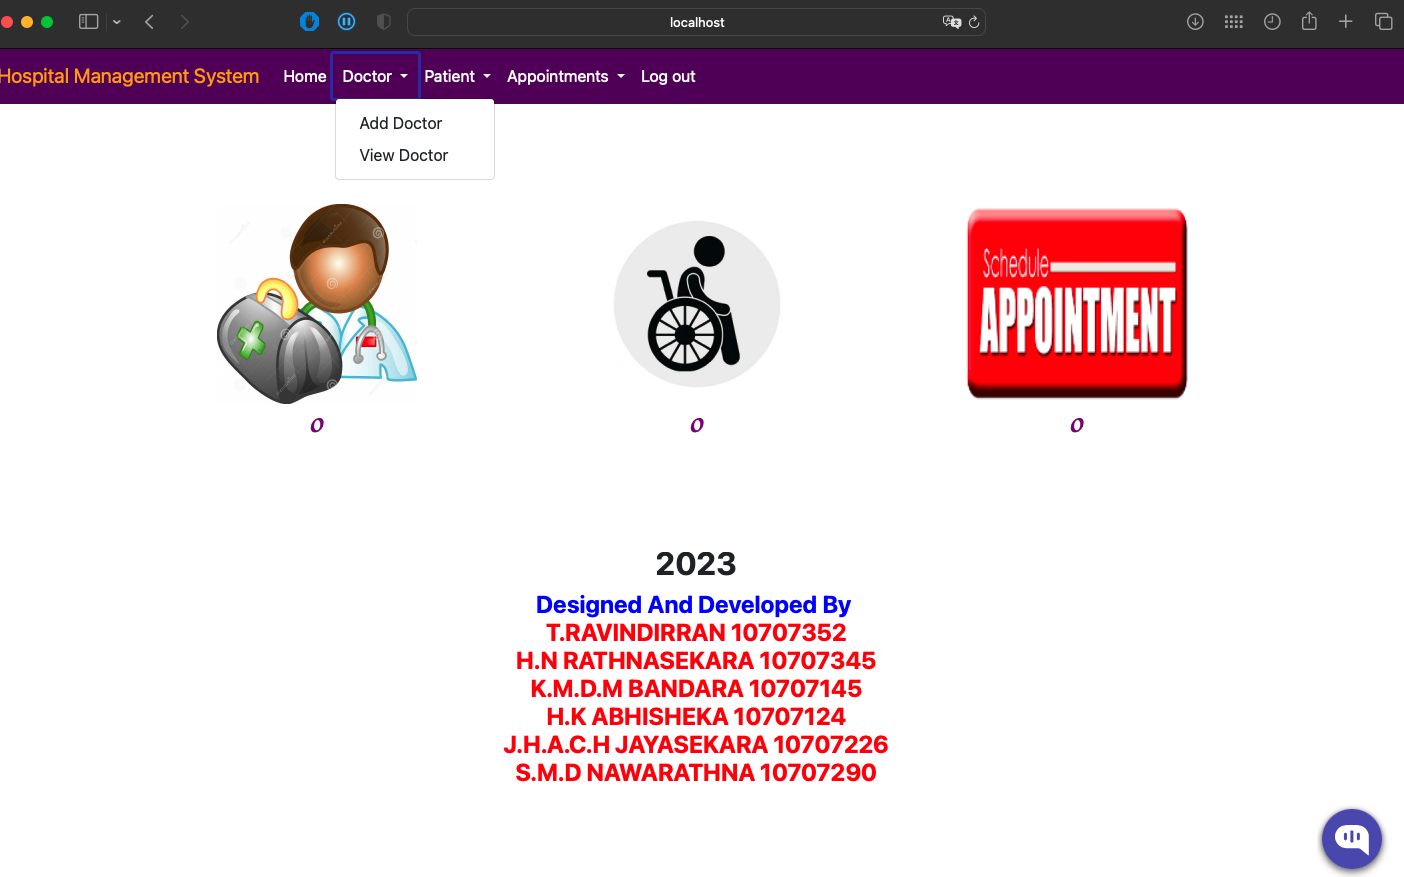 localhost
Hospital Management System Home Doctor Patient Appointments Log out
Add Doctor
View Doctor
Schedule
APPOINTMENT
0 0 0
2023
Designed And Developed By
T.RAVINDIRRAN 10707352
H.N RATHNASEKARA 10707345
K.M.D.M BANDARA 10707145
H.K ABHISHEKA 10707124
J.H.A.C.H JAYASEKARA 10707226
S.M.D NAWARATHNA 10707290